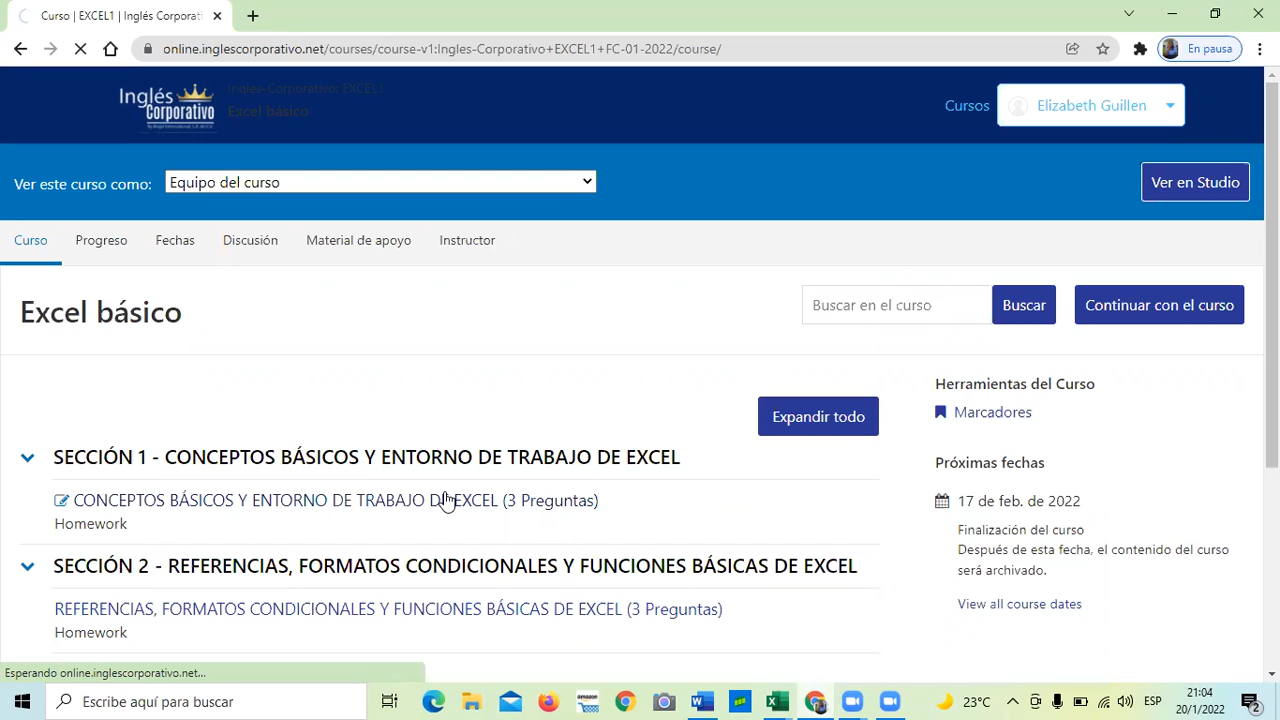 Curso | EXCEL1 | Inglés Corporati
online.inglescorporativo.net/courses/course-v1:Ingles-Corporativo+EXCEL1+FC-01-2022/course/
En pausa
Inglés
Corporativo
Ingles-Corporativo: EXCEL1
Excel básico
Cursos
Elizabeth Guillen
Ver este curso como:
Equipo del curso
Ver en Studio
Curso
Progreso
Fechas
Discusión
Material de apoyo
Instructor
Excel básico
Buscar en el curso
Buscar
Continuar con el curso
Expandir todo
SECCIÓN 1 - CONCEPTOS BÁSICOS Y ENTORNO DE TRABAJO DE EXCEL
CONCEPTOS BÁSICOS Y ENTORNO DE TRABAJO DE EXCEL (3 Preguntas)
Homework
SECCIÓN 2 - REFERENCIAS, FORMATOS CONDICIONALES Y FUNCIONES BÁSICAS DE EXCEL
REFERENCIAS, FORMATOS CONDICIONALES Y FUNCIONES BÁSICAS DE EXCEL (3 Preguntas)
Homework
Herramientas del Curso
Marcadores
Próximas fechas
17 de feb. de 2022
Finalización del curso
Después de esta fecha, el contenido del curso
será archivado.
View all course dates
Esperando online.inglescorporativo.net...
Escribe aquí para buscar
amazon
23°C
ESP
21:04
20/1/2022
2